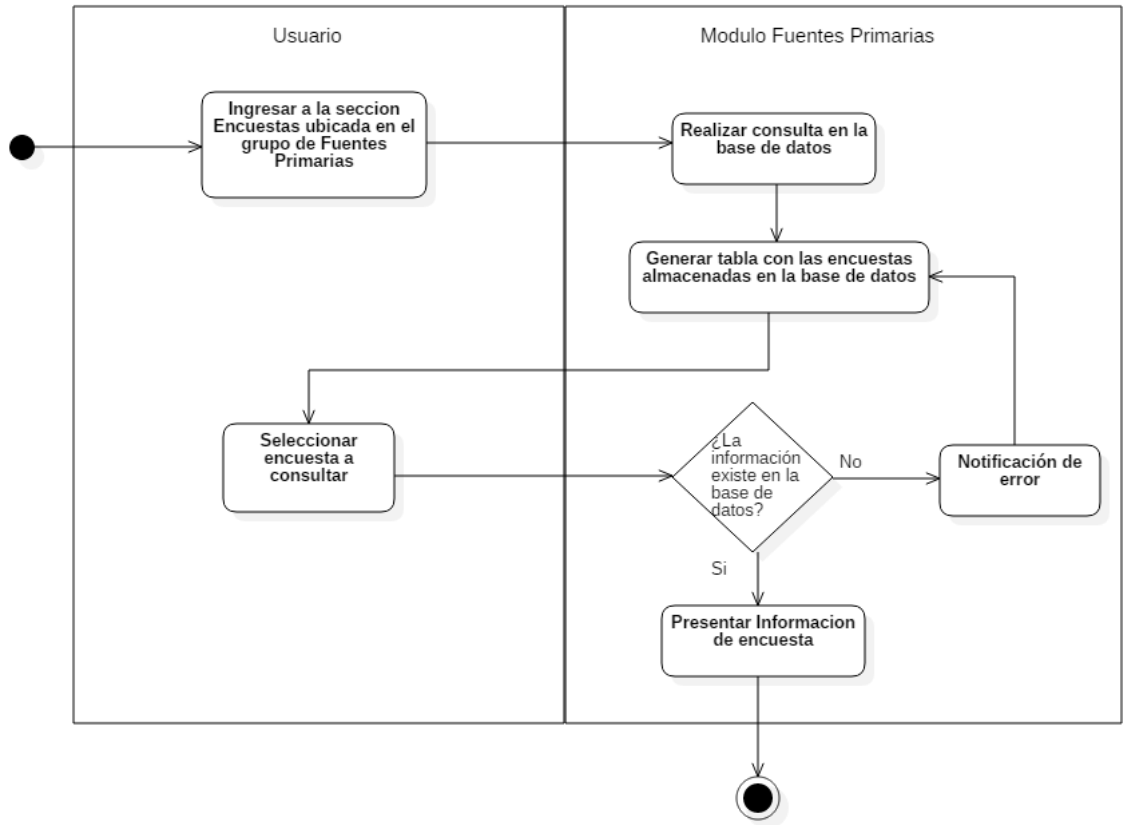 Usuario
Modulo Fuentes Primarias
Ingresar a la seccion
Encuestas ubicada en el
grupo de Fuentes
Primarias
Realizar consulta en la
base de datos
Generar tabla con las encuestas
almacenadas en la base de datos
Seleccionar
encuesta a
consultar
¿La
información
existe en la
base de
datos?
No
Notificación de
error
Si
Presentar Informacion
de encuesta